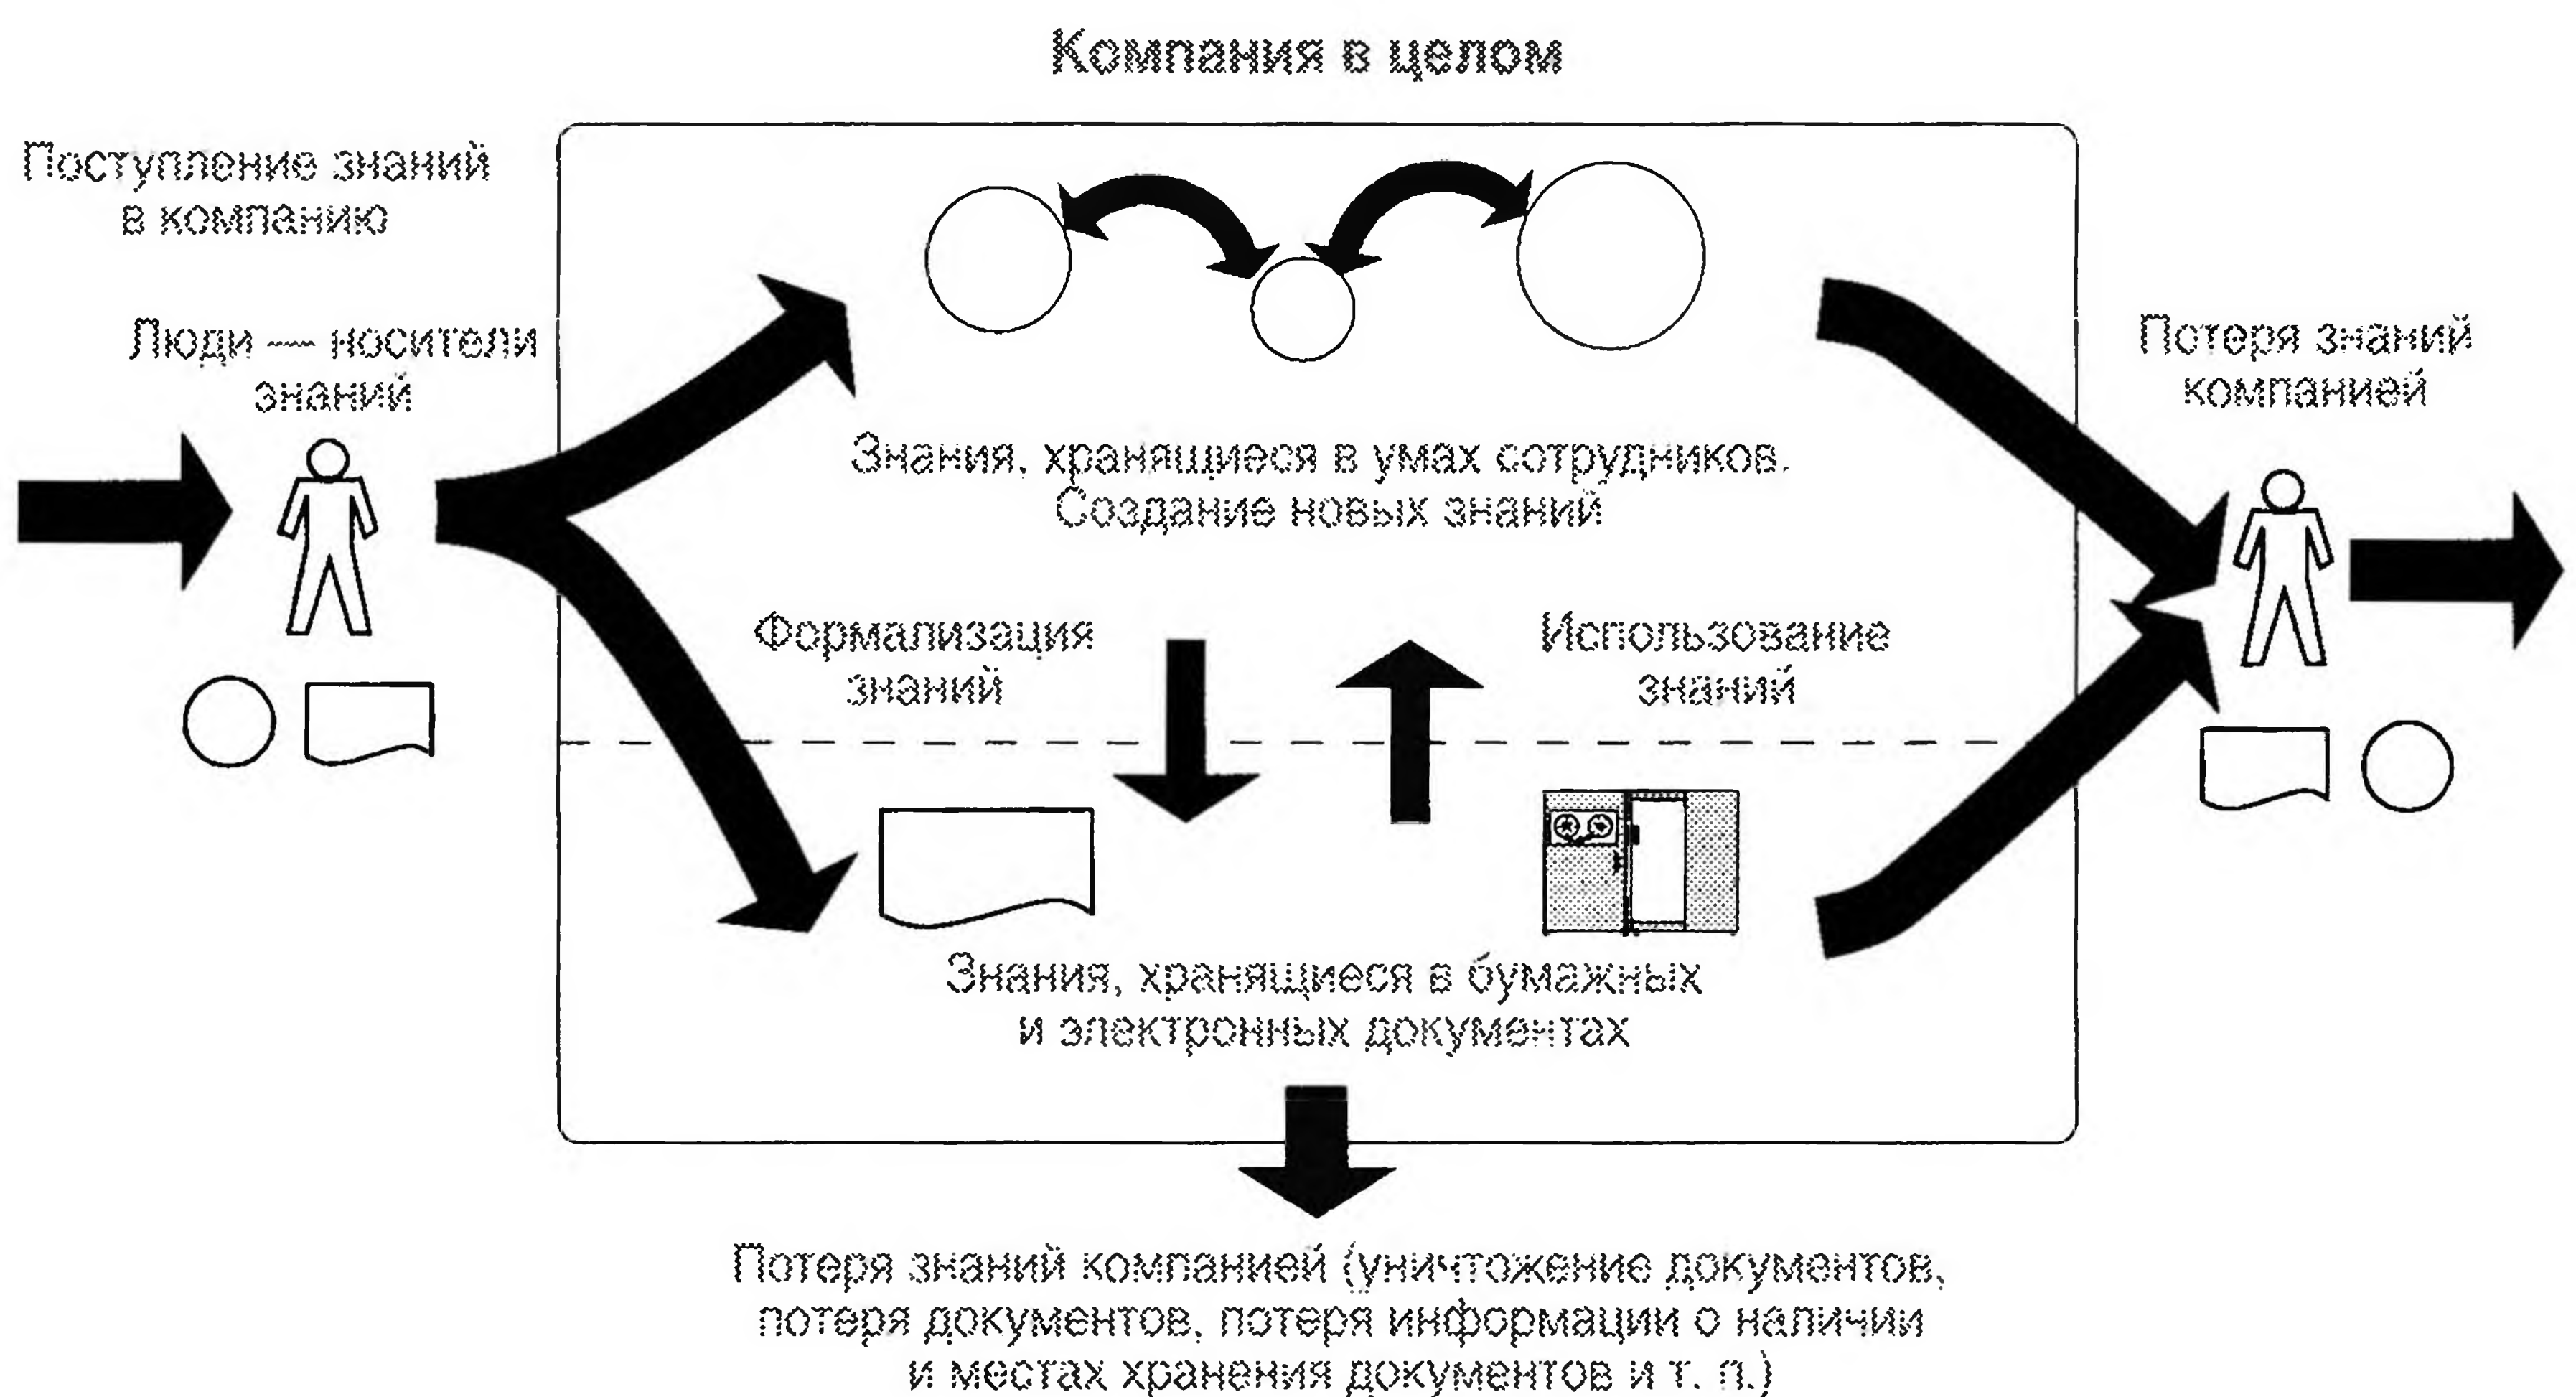 Компания в целом
Поступление знаний
в компанию
Люди — носители
знаний
Знания, хранящиеся в умах сотрудников.
Создание новых знаний
Потеря знаний
компанией
Формализация
знаний
Использование
знаний
Знания, хранящиеся в бумажных
и электронных документах
Потеря знаний компанией (уничтожение документов,
потеря документов, потеря информации о наличии
и местах хранения документов и т. п.)